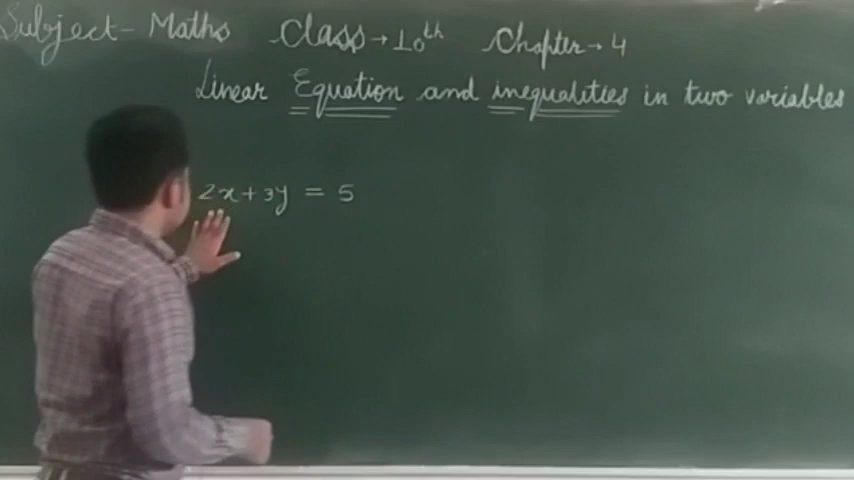 Subject- Maths Class→10th Chapter→4
Linear Equation and inequalities in two variables
2x+3y = 5